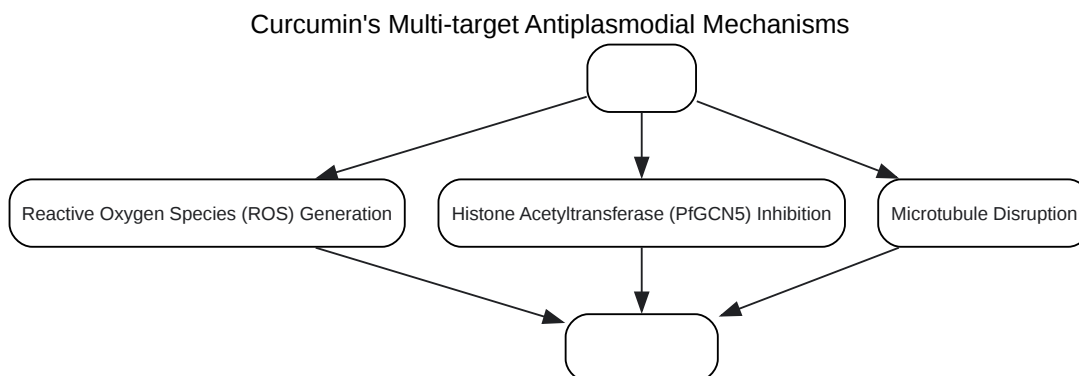 Curcumin's Multi-target Antiplasmodial Mechanisms
Reactive Oxygen Species (ROS) Generation
Histone Acetyltransferase (PfGCN5) Inhibition
Microtubule Disruption